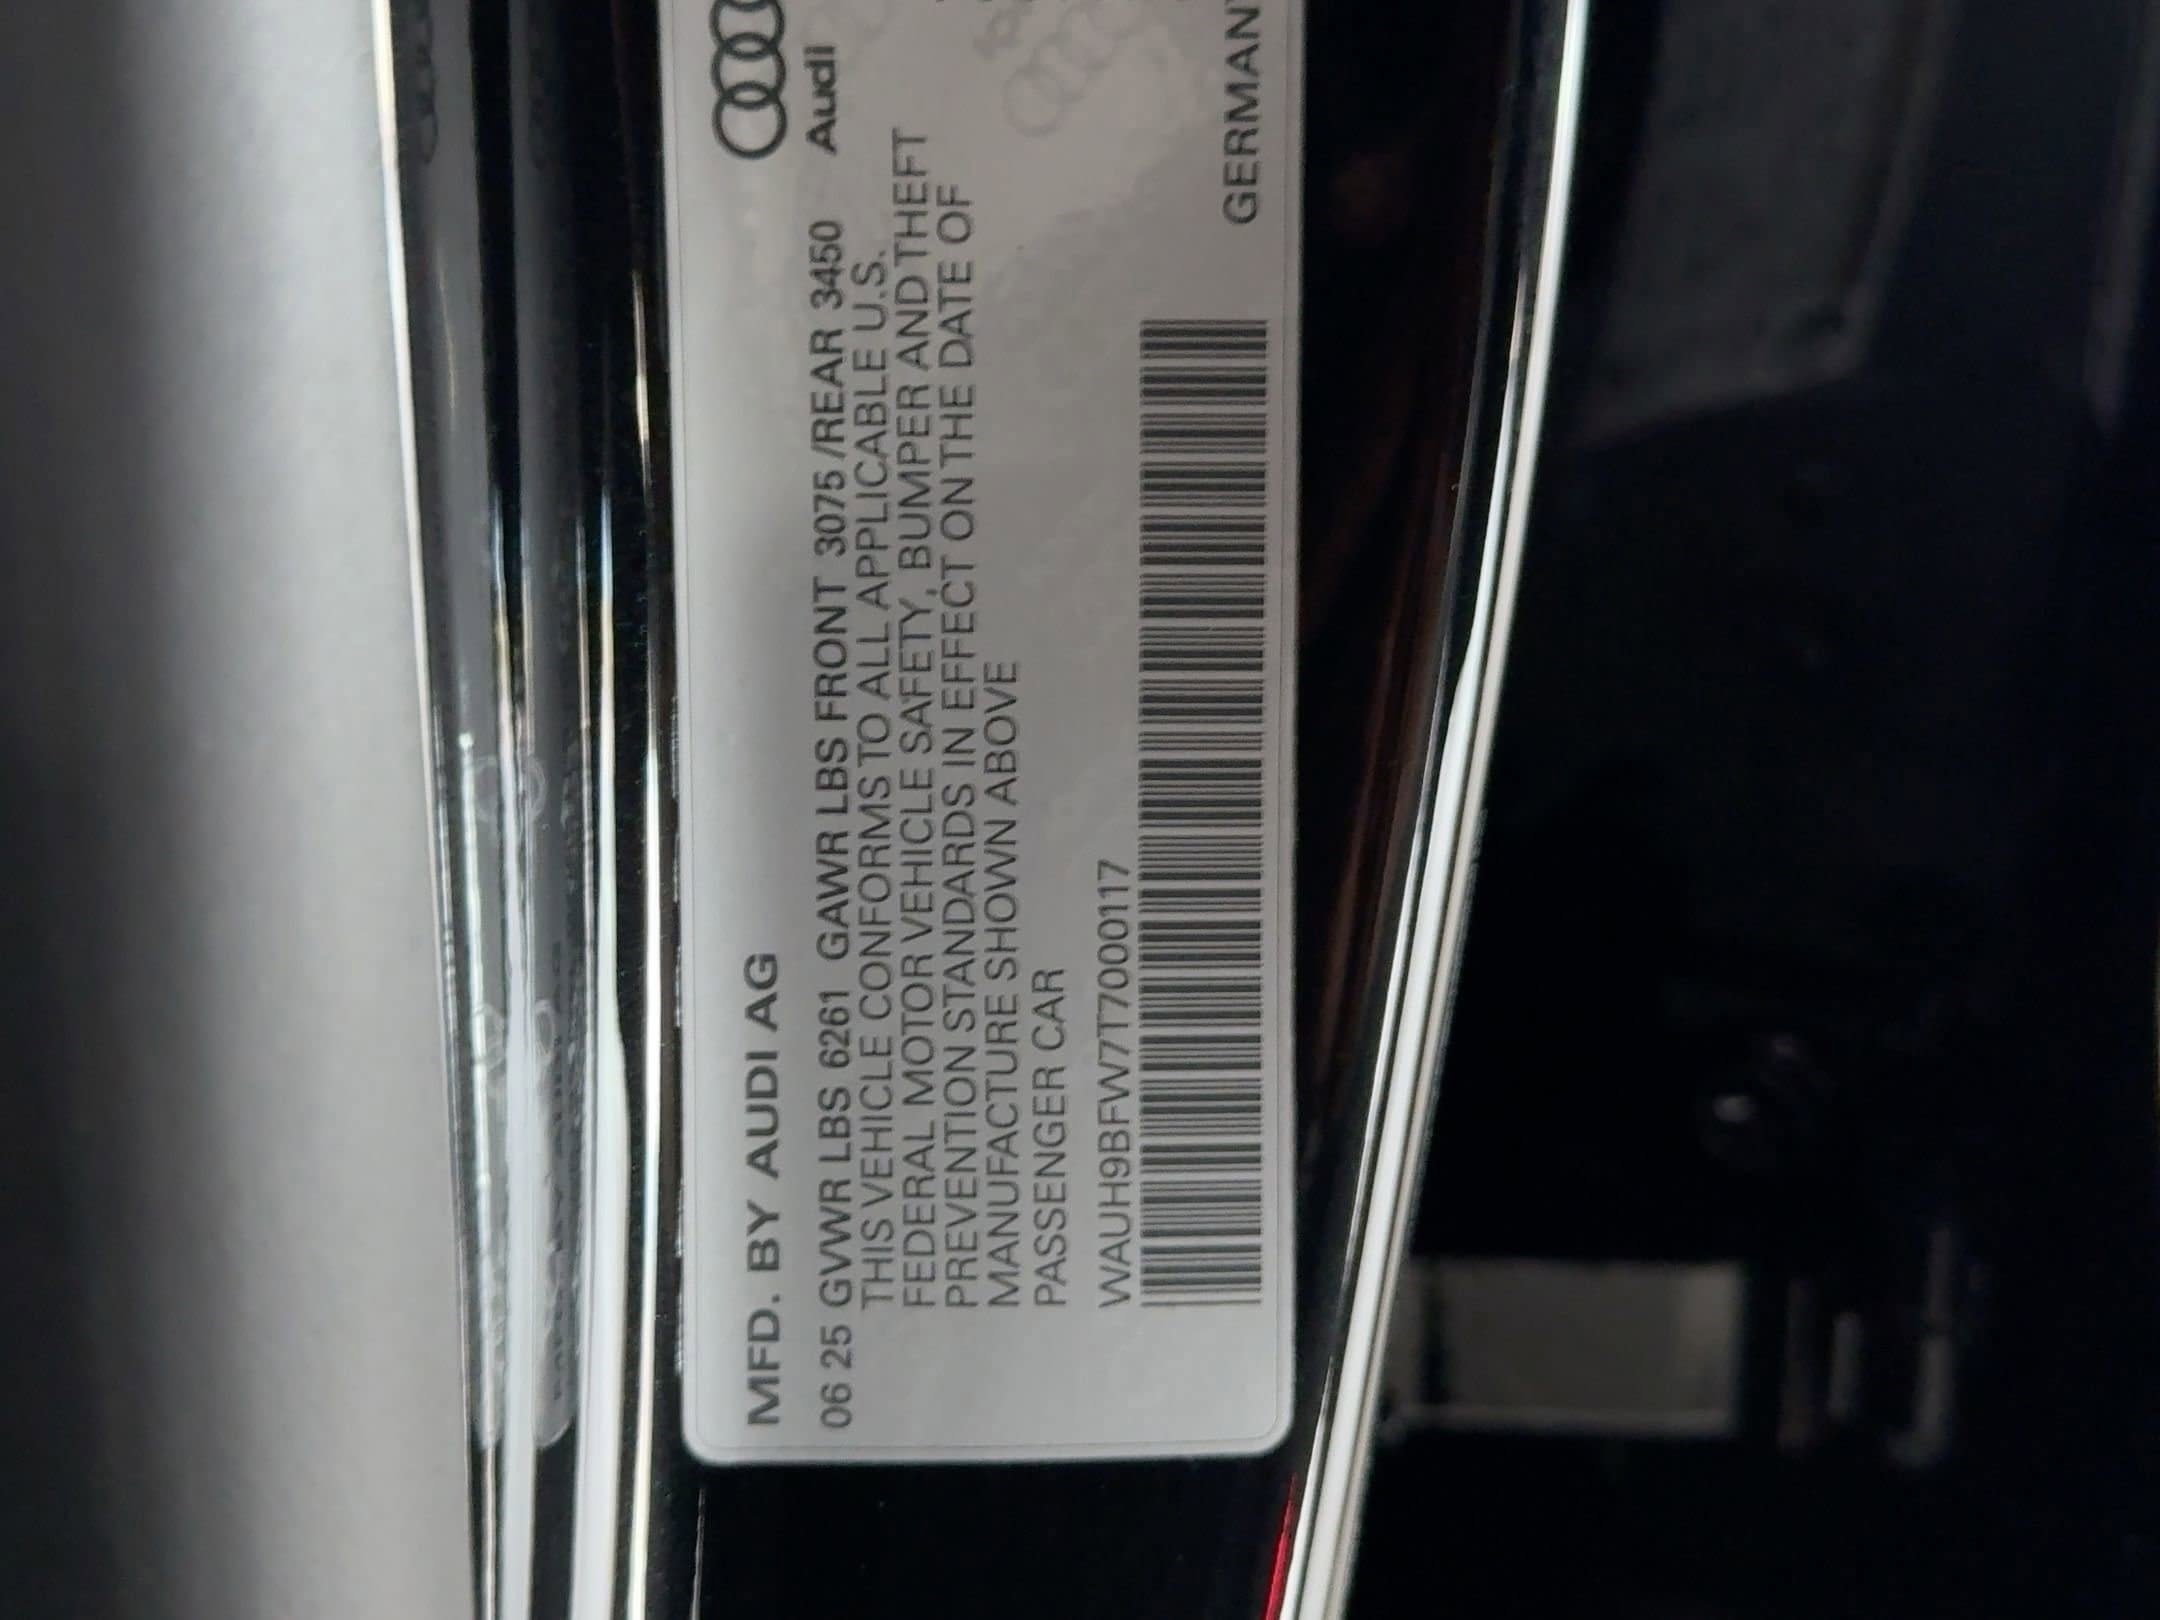 MFD. BY AUDI AG
Audi
06 25 GVWR LBS 6261 GAWR LBS FRONT 3075 /REAR 3450
THIS VEHICLE CONFORMS TO ALL APPLICABLE U.S.
FEDERAL MOTOR VEHICLE SAFETY, BUMPER AND THEFT
PREVENTION STANDARDS IN EFFECT ON THE DATE OF
MANUFACTURE SHOWN ABOVE
PASSENGER CAR
WAUH9BFW7T7000117
GERMANY